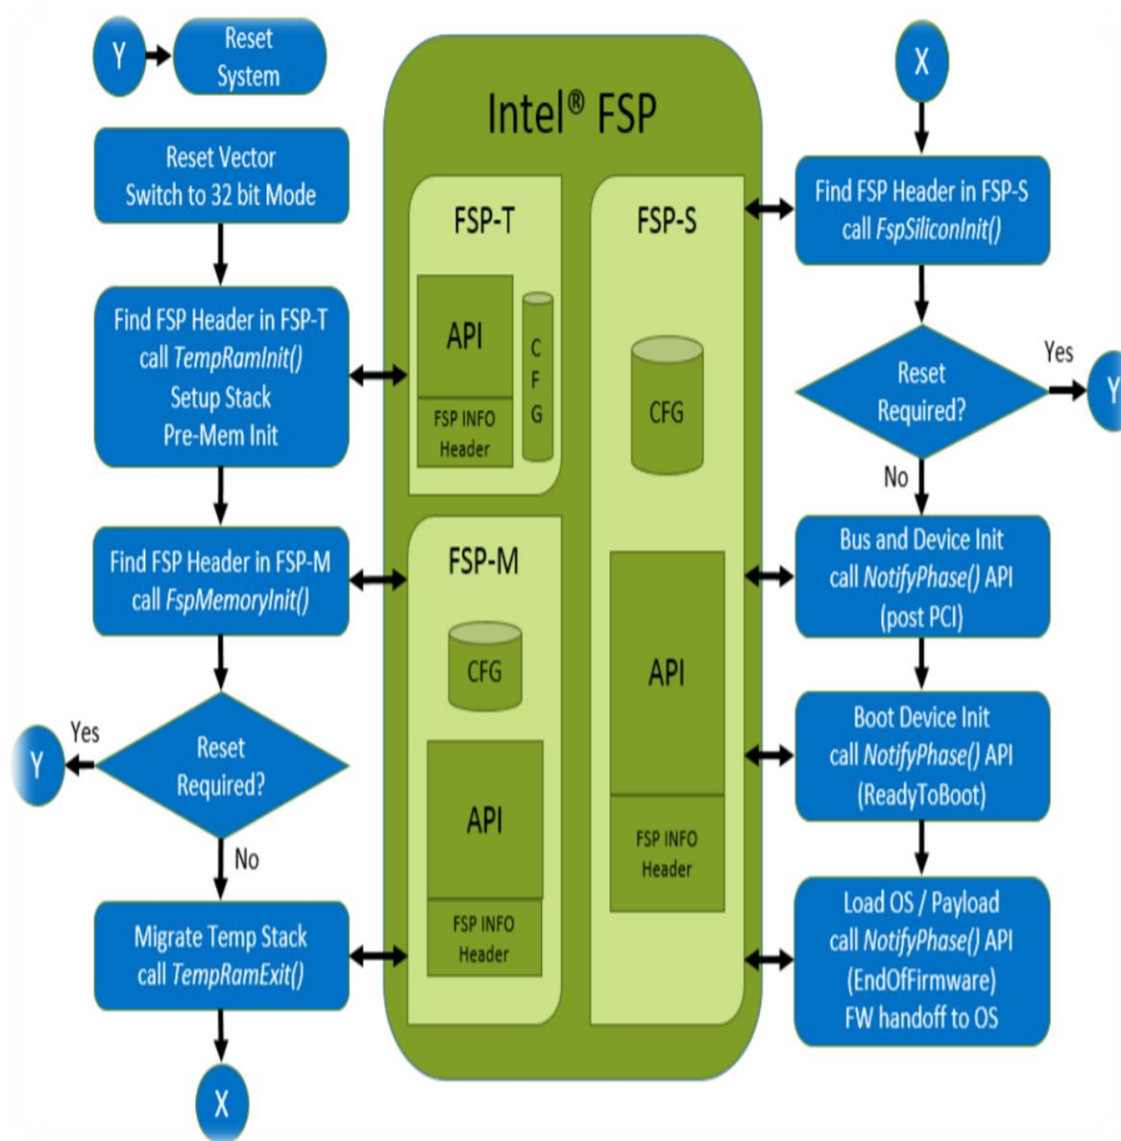 Y
Reset
System
Reset Vector
Switch to 32 bit Mode
Find FSP Header in FSP-T
call TempRamInit()
Setup Stack
Pre-Mem Init
Find FSP Header in FSP-M
call FspMemoryInit()
Yes
Y
Reset
Required?
No
Migrate Temp Stack
call TempRamExit()
X
Intel® FSP
FSP-T
API
FSP INFO
Header
C
F
G
FSP-M
CFG
API
FSP INFO
Header
FSP-S
CFG
API
FSP INFO
Header
X
Find FSP Header in FSP-S
call FspSiliconInit()
Reset
Required?
Yes
Y
No
Bus and Device Init
call NotifyPhase() API
(post PCI)
Boot Device Init
call NotifyPhase() API
(ReadyToBoot)
Load OS / Payload
call NotifyPhase() API
(EndOfFirmware)
FW handoff to OS